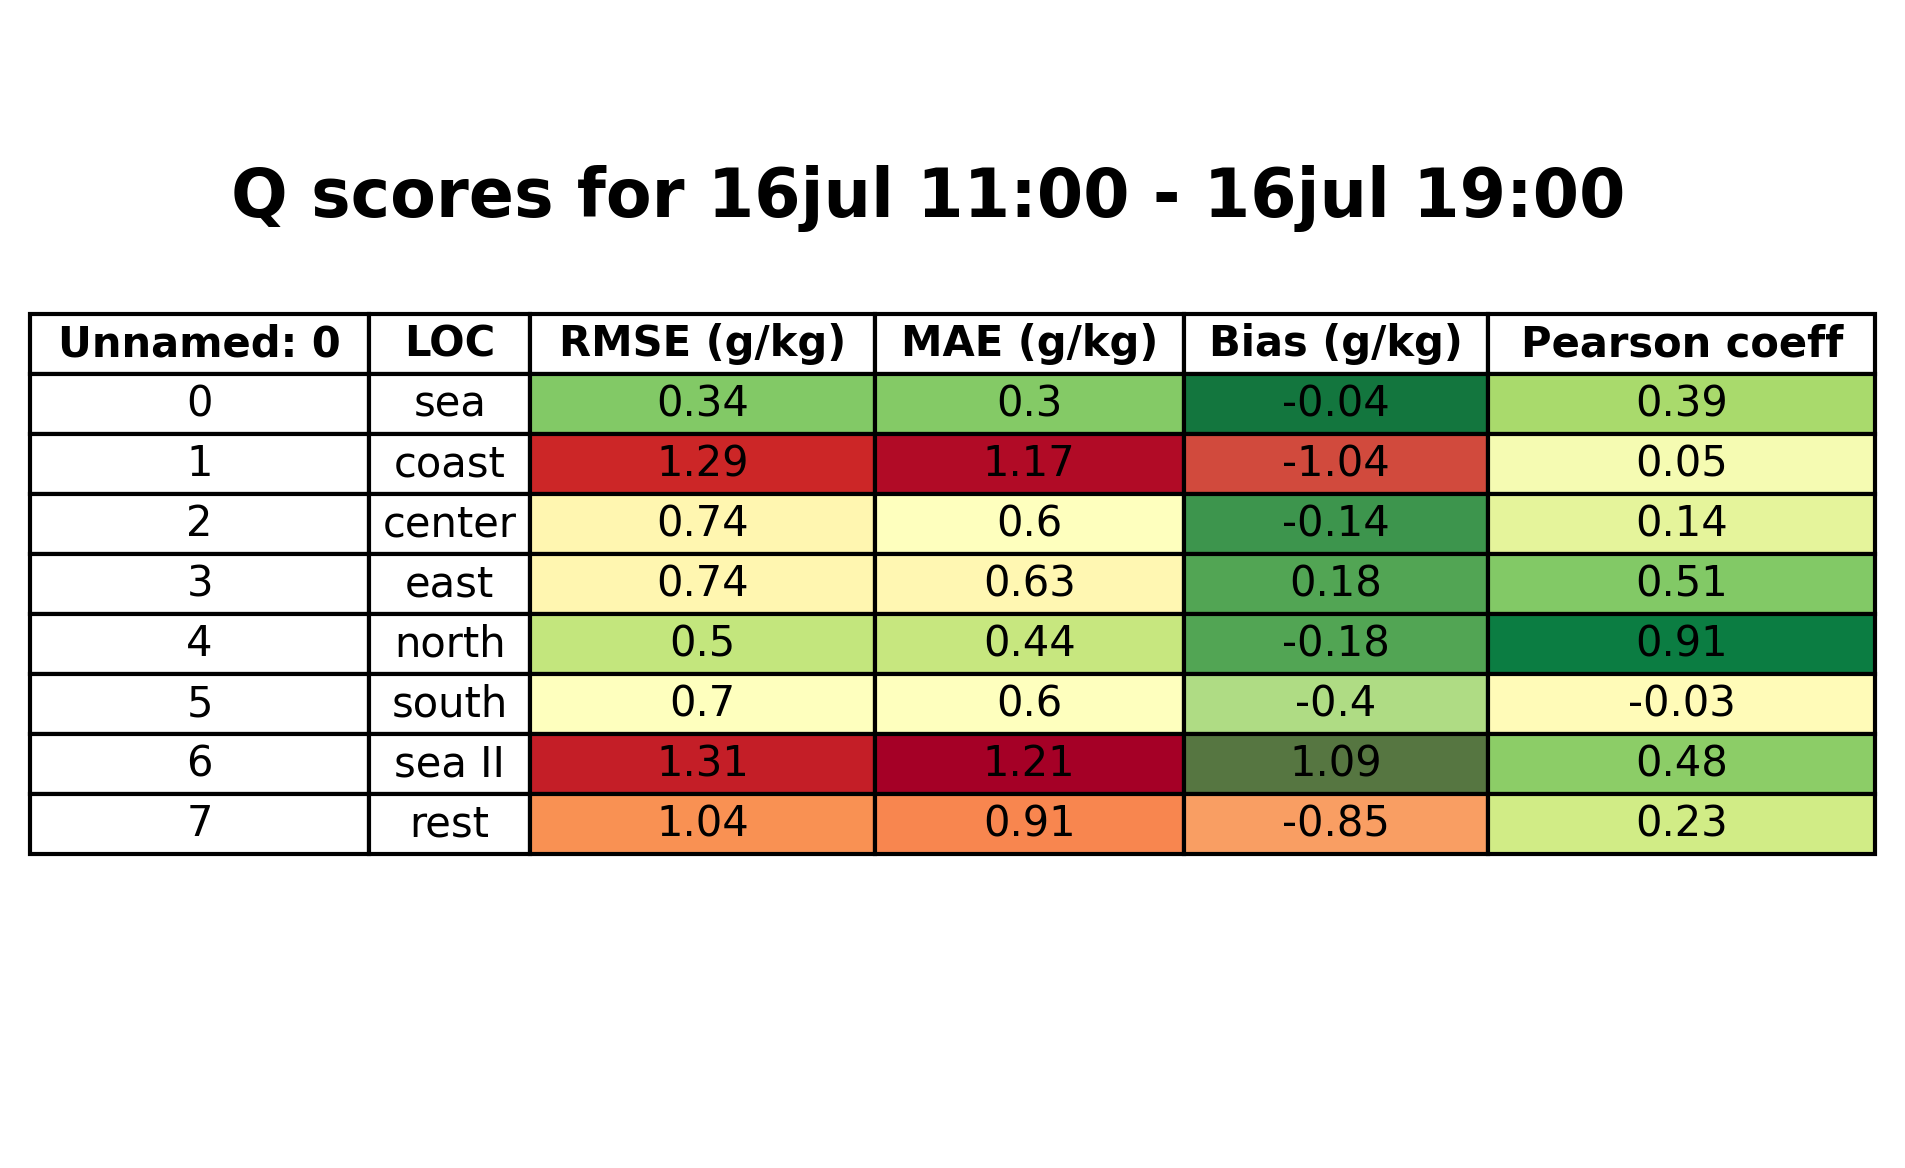 Q scores for 16jul 11:00 - 16jul 19:00
Unnamed: 0 LOC RMSE (g/kg) MAE (g/kg) Bias (g/kg) Pearson coeff
0 sea 0.34 0.3 -0.04 0.39
1 coast 1.29 1.17 -1.04 0.05
2 center 0.74 0.6 -0.14 0.14
3 east 0.74 0.63 0.18 0.51
4 north 0.5 0.44 -0.18 0.91
5 south 0.7 0.6 -0.4 -0.03
6 sea II 1.31 1.21 1.09 0.48
7 rest 1.04 0.91 -0.85 0.23